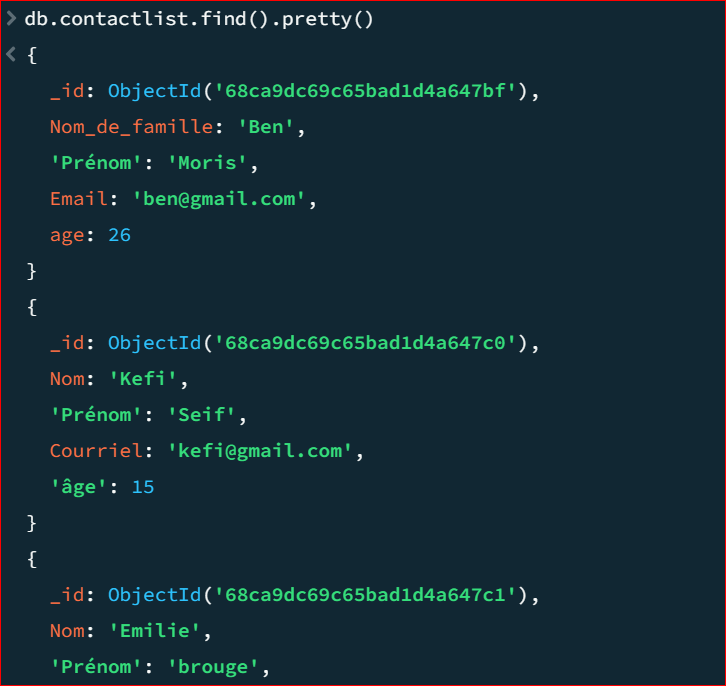 > db.contactlist.find().pretty()
< {
_id: ObjectId('68ca9dc69c65bad1d4a647bf'),
Nom_de_famille: 'Ben',
'Prénom': 'Moris',
Email: 'ben@gmail.com',
age: 26
}
{
_id: ObjectId('68ca9dc69c65bad1d4a647c0'),
Nom: 'Kefi',
'Prénom': 'Seif',
Courriel: 'kefi@gmail.com',
'âge': 15
}
{
_id: ObjectId('68ca9dc69c65bad1d4a647c1'),
Nom: 'Emilie',
'Prénom': 'brouge',